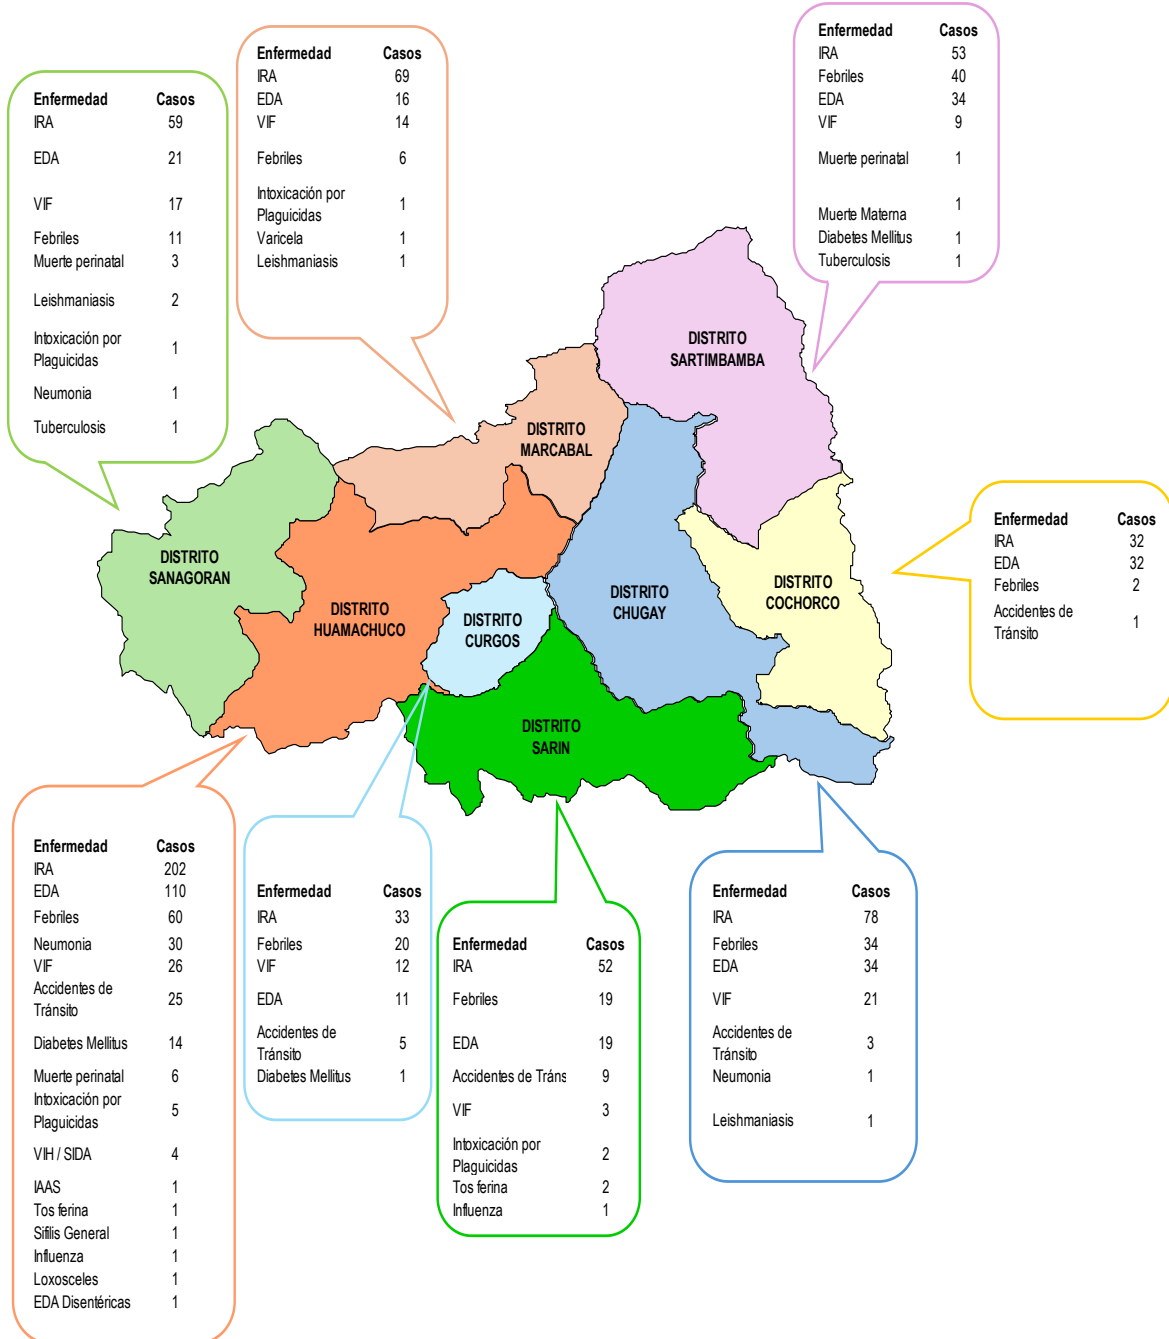 Enfermedad Casos
IRA 53
Febriles 40
EDA 34
VIF 9
Muerte perinatal 1
Muerte Materna 1
Diabetes Mellitus 1
Tuberculosis 1
Enfermedad Casos
IRA 69
EDA 16
VIF 14
Febriles 6
Intoxicación por
Plaguicidas 1
Varicela 1
Leishmaniasis 1
Enfermedad Casos
IRA 59
EDA 21
VIF 17
Febriles 11
Muerte perinatal 3
Leishmaniasis 2
Intoxicación por
Plaguicidas 1
Neumonia 1
Tuberculosis 1
DISTRITO
SARTIMBAMBA
DISTRITO
MARCABAL
DISTRITO
SANAGORAN
DISTRITO
HUAMACHUCO
DISTRITO
CURGOS
DISTRITO
CHUGAY
DISTRITO
COCHORCO
DISTRITO
SARIN
Enfermedad Casos
IRA 32
EDA 32
Febriles 2
Accidentes de
Tránsito 1
Enfermedad Casos
IRA 202
EDA 110
Febriles 60
Neumonia 30
VIF 26
Accidentes de
Tránsito 25
Diabetes Mellitus 14
Muerte perinatal 6
Intoxicación por
Plaguicidas 5
VIH / SIDA 4
IAAS 1
Tos ferina 1
Sifilis General 1
Influenza 1
Loxosceles 1
EDA Disentéricas 1
Enfermedad Casos
IRA 33
Febriles 20
VIF 12
EDA 11
Accidentes de
Tránsito 5
Diabetes Mellitus 1
Enfermedad Casos
IRA 52
Febriles 19
EDA 19
Accidentes de Tráns 9
VIF 3
Intoxicación por
Plaguicidas 2
Tos ferina 2
Influenza 1
Enfermedad Casos
IRA 78
Febriles 34
EDA 34
VIF 21
Accidentes de
Tránsito 3
Neumonia 1
Leishmaniasis 1